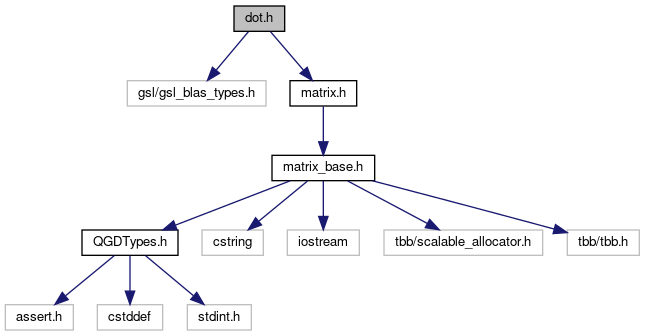 dot.h
gsl/gsl_blas_types.h
matrix.h
matrix_base.h
QGDTypes.h
cstring
iostream
tbb/scalable_allocator.h
tbb/tbb.h
assert.h
cstddef
stdint.h